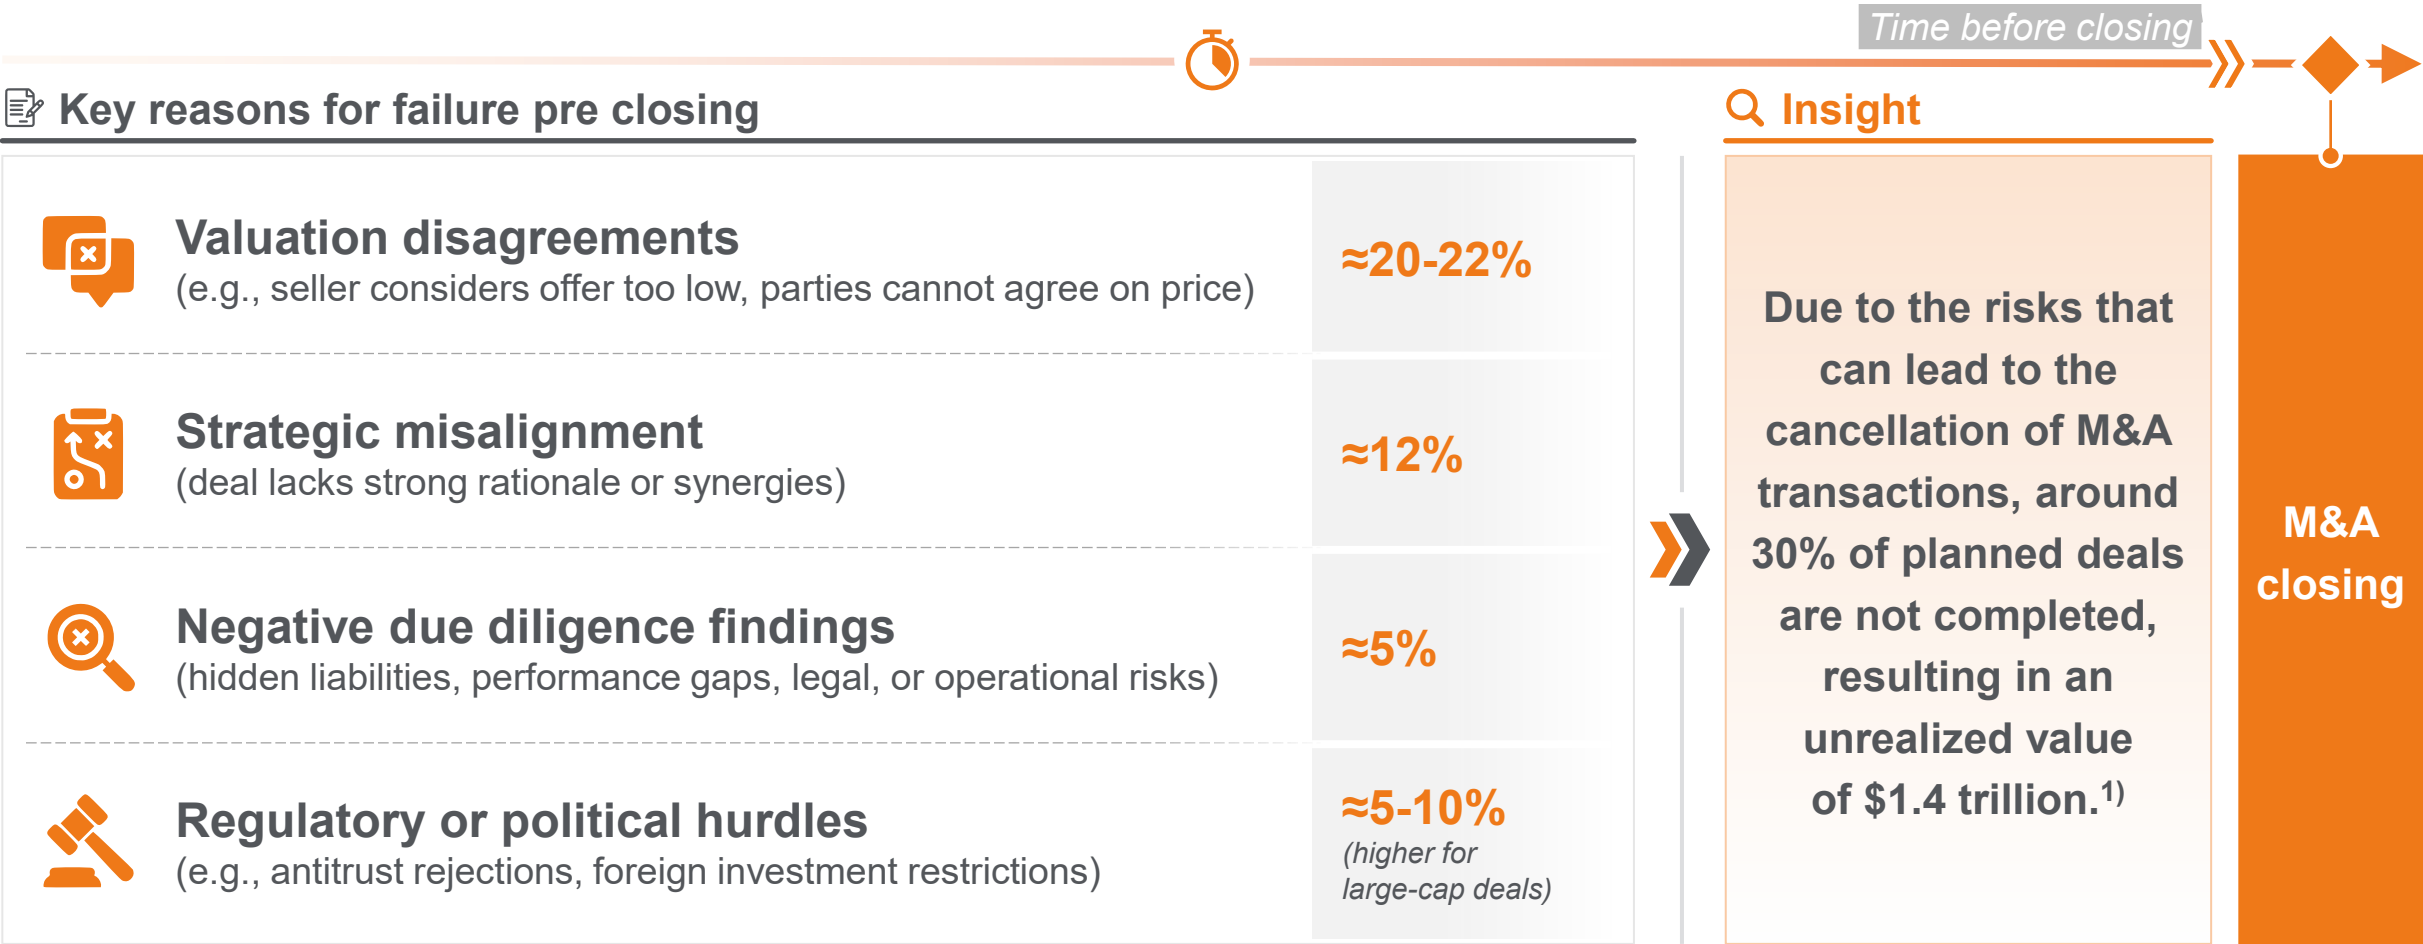 Time before closing
Key reasons for failure pre closing
Insight
Valuation disagreements
(e.g., seller considers offer too low, parties cannot agree on price)
≈20-22%
Strategic misalignment
(deal lacks strong rationale or synergies)
≈12%
Negative due diligence findings
(hidden liabilities, performance gaps, legal, or operational risks)
≈5%
Regulatory or political hurdles
(e.g., antitrust rejections, foreign investment restrictions)
≈5-10%
(higher for
large-cap deals)
Due to the risks that
can lead to the
cancellation of M&A
transactions, around
30% of planned deals
are not completed,
resulting in an
unrealized value
of $1.4 trillion.1)
M&A
closing